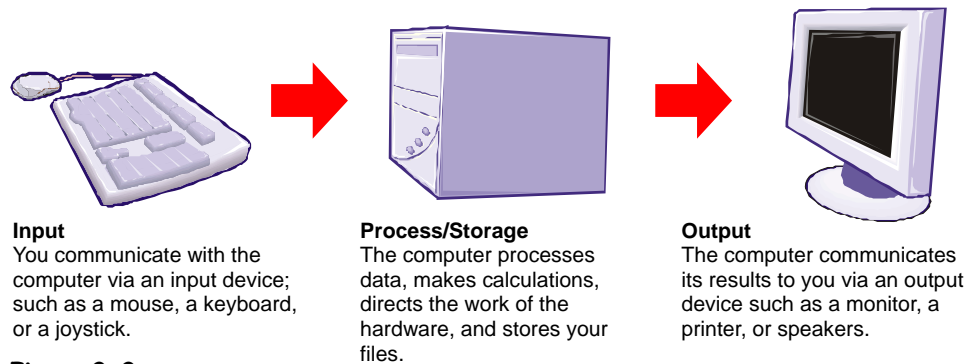 Input
You communicate with the
computer via an input device;
such as a mouse, a keyboard,
or a joystick.
Process/Storage
The computer processes
data, makes calculations,
directs the work of the
hardware, and stores your
files.
Output
The computer communicates
its results to you via an output
device such as a monitor, a
printer, or speakers.